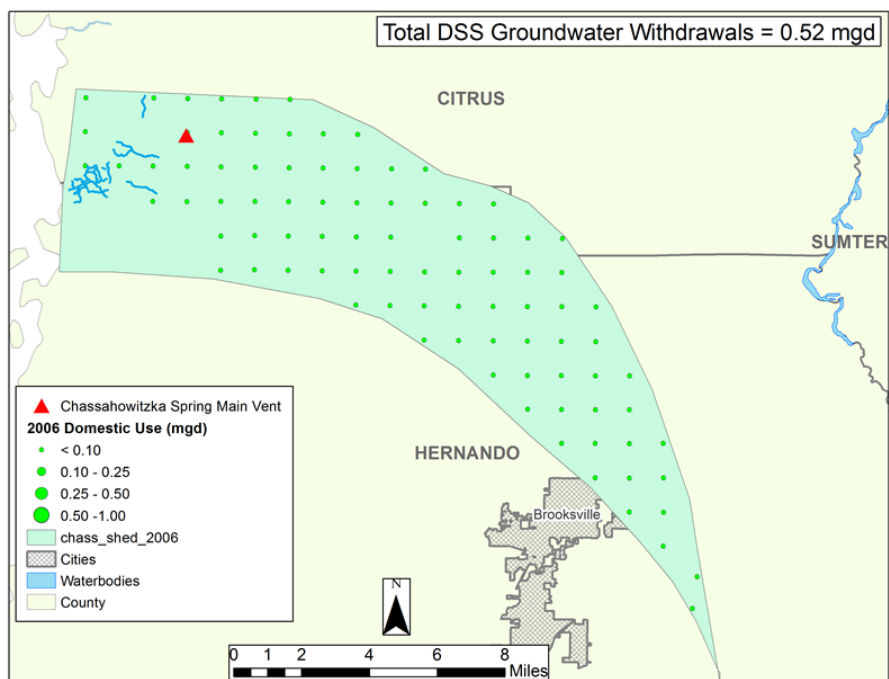 Total DSS Groundwater Withdrawals = 0.52 mgd
CITRUS
SUMTER
HERNANDO
Brooksville
Chassahowitzka Spring Main Vent
2006 Domestic Use (mgd)
< 0.10
0.10 - 0.25
0.25 - 0.50
0.50 -1.00
chass_shed_2006
Cities
Waterbodies
County
N
0 2 4 6 8
Miles